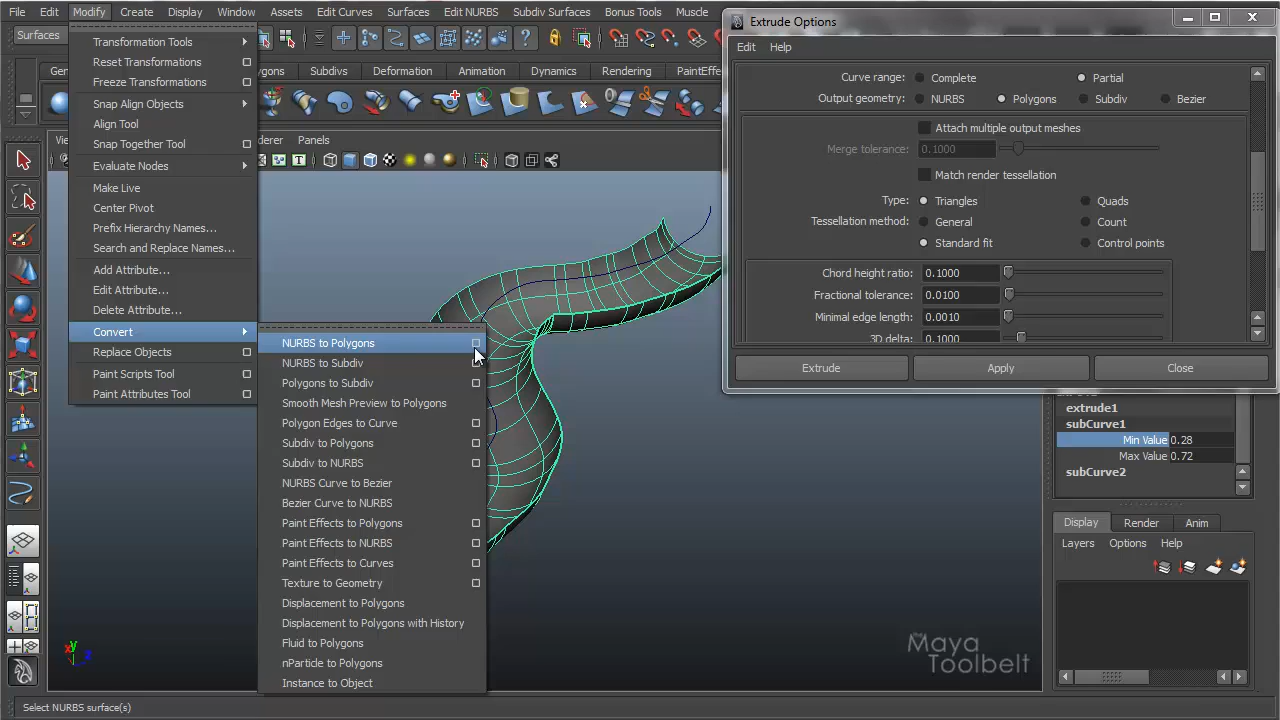 File Edit Modify Create Display Window Assets Edit Curves Surfaces Edit NURBS Subdiv Surfaces Bonus Tools Muscle
Surfaces
Subdivs Deformation Animation Dynamics Rendering PaintEffects
Panels
Transformation Tools
Reset Transformations
Freeze Transformations
Snap Align Objects
Align Tool
Snap Together Tool
Evaluate Nodes
Make Live
Center Pivot
Prefix Hierarchy Names...
Search and Replace Names...
Add Attribute...
Edit Attribute...
Delete Attribute...
Convert
Replace Objects
Paint Scripts Tool
Paint Attributes Tool
NURBS to Polygons
NURBS to Subdiv
Polygons to Subdiv
Smooth Mesh Preview to Polygons
Polygon Edges to Curve
Subdiv to Polygons
Subdiv to NURBS
NURBS Curve to Bezier
Bezier Curve to NURBS
Paint Effects to Polygons
Paint Effects to NURBS
Paint Effects to Curves
Texture to Geometry
Displacement to Polygons
Displacement to Polygons with History
Fluid to Polygons
nParticle to Polygons
Instance to Object
Extrude Options
Edit Help
Curve range: Complete Partial
Output geometry: NURBS Polygons Subdiv Bezier
Attach multiple output meshes
Merge tolerance: 0.1000
Match render tessellation
Type: Triangles Quads
Tessellation method: General Count
Standard fit Control points
Chord height ratio: 0.1000
Fractional tolerance: 0.0100
Minimal edge length: 0.0010
3D delta: 0.1000
Extrude Apply Close
extrude1
subCurve1
Min Value 0.28
Max Value 0.72
subCurve2
Display Render Anim
Layers Options Help
y
x
z
The
Maya
Toolbelt
Select NURBS surface(s)